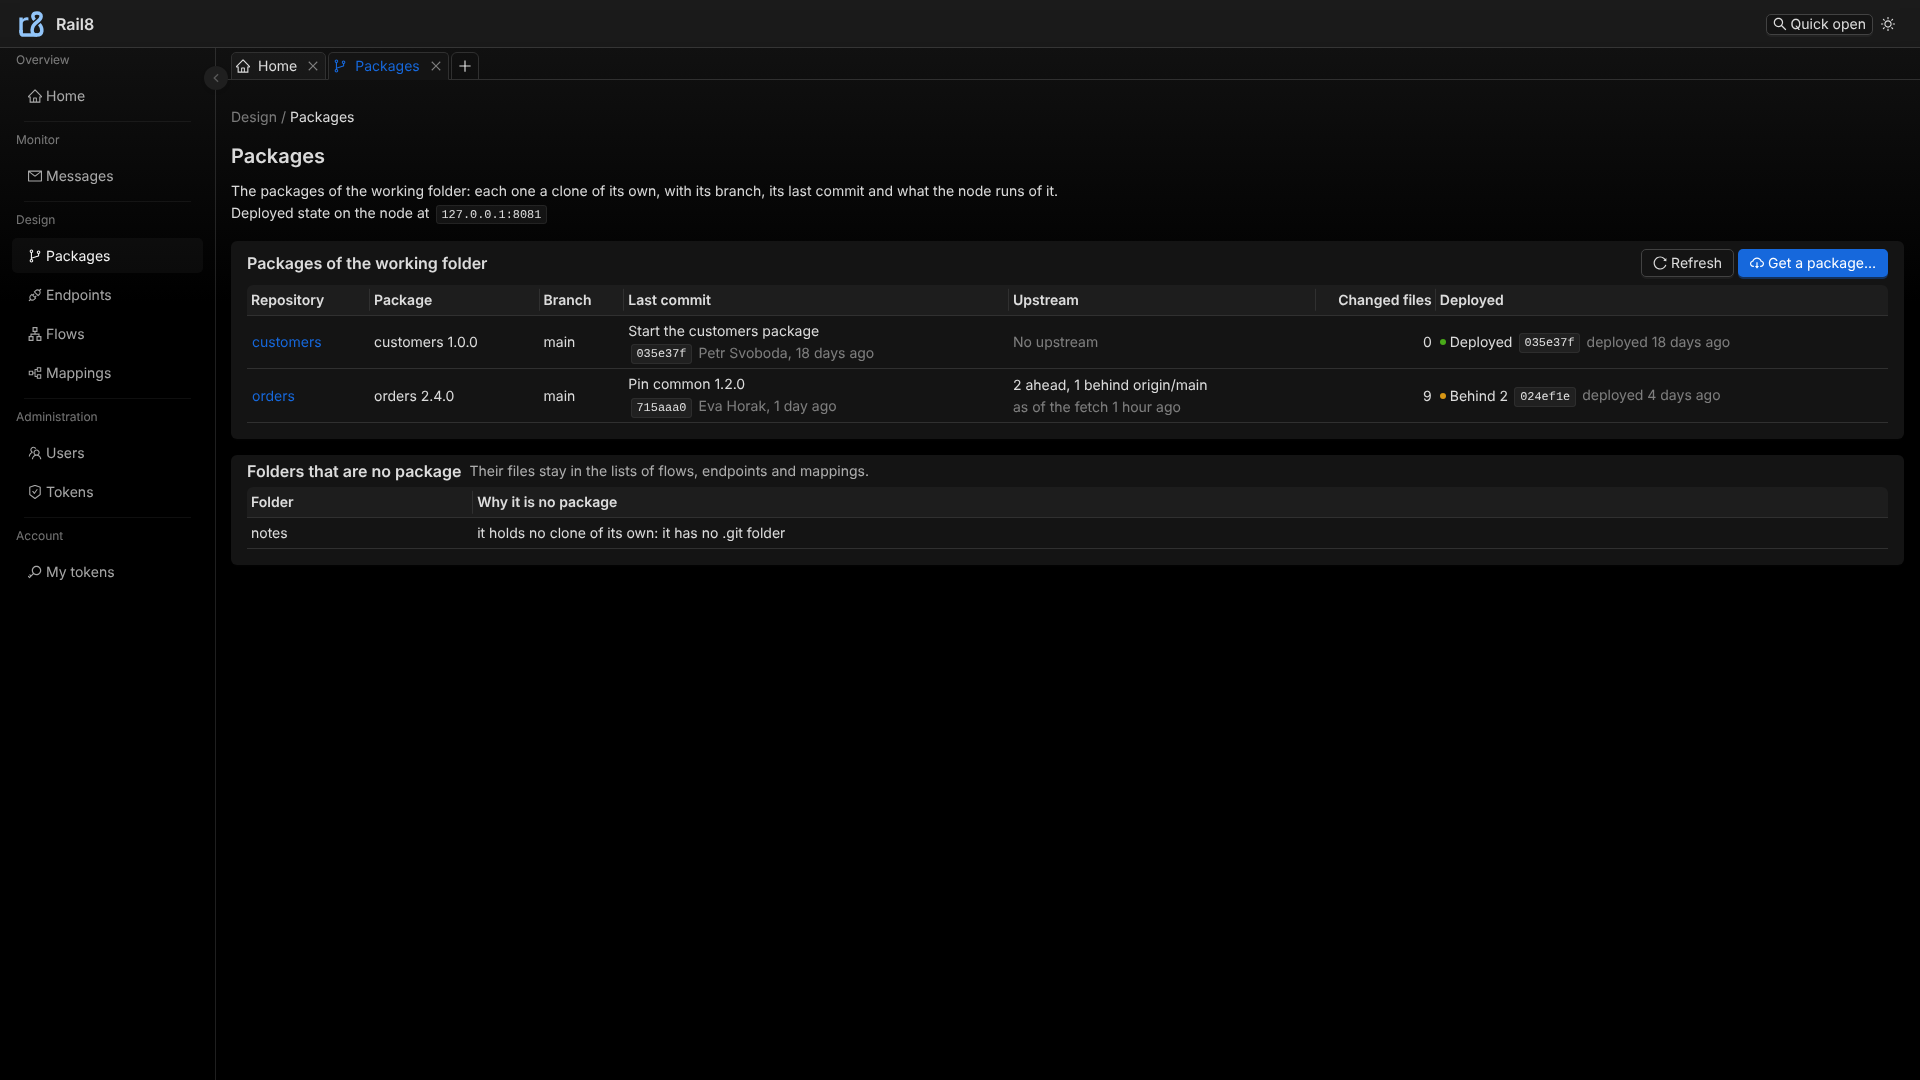 r8 Rail8
Quick open
Overview
Home
Monitor
Messages
Design
Packages
Endpoints
Flows
Mappings
Administration
Users
Tokens
Account
My tokens
Home
Packages
Design / Packages
Packages
The packages of the working folder: each one a clone of its own, with its branch, its last commit and what the node runs of it.
Deployed state on the node at 127.0.0.1:8081
Packages of the working folder
Refresh
Get a package...
Repository Package Branch Last commit Upstream Changed files Deployed
customers customers 1.0.0 main Start the customers package No upstream 0 Deployed 035e37f deployed 18 days ago
035e37f Petr Svoboda, 18 days ago
orders orders 2.4.0 main Pin common 1.2.0 2 ahead, 1 behind origin/main 9 Behind 2 024ef1e deployed 4 days ago
715aaa0 Eva Horak, 1 day ago as of the fetch 1 hour ago
Folders that are no package Their files stay in the lists of flows, endpoints and mappings.
Folder Why it is no package
notes it holds no clone of its own: it has no .git folder